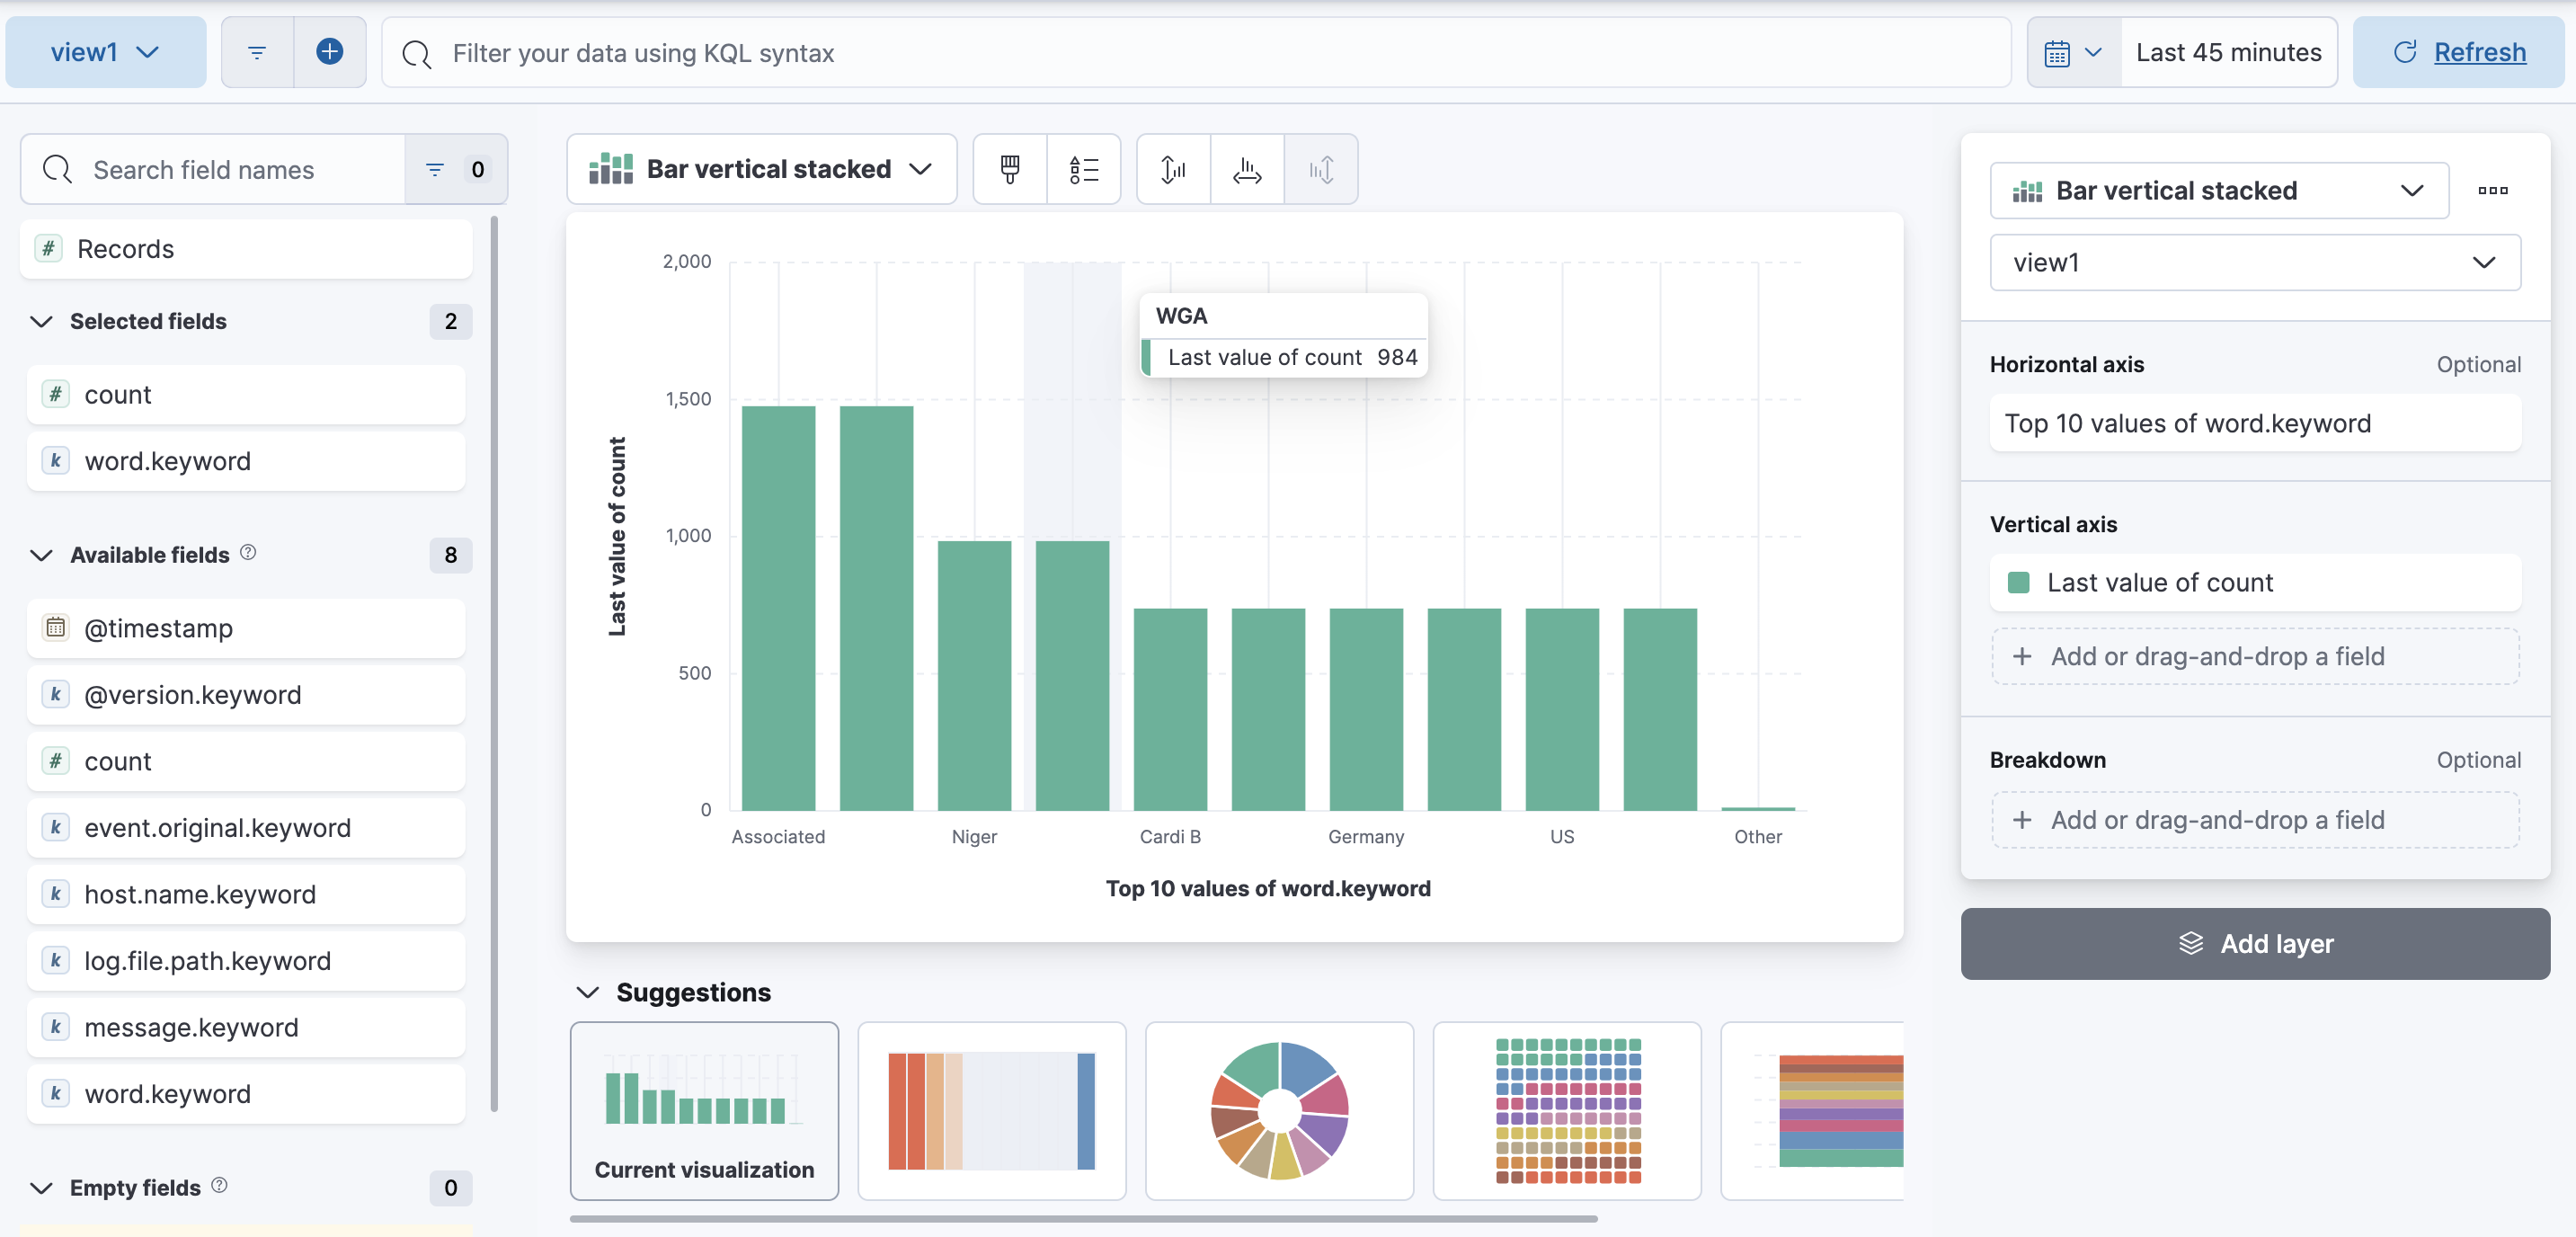 view1
Filter your data using KQL syntax
Last 45 minutes
Refresh
Search field names
0
# Records
Selected fields 2
# count
k word.keyword
Available fields 8
@timestamp
k @version.keyword
# count
k event.original.keyword
k host.name.keyword
k log.file.path.keyword
k message.keyword
k word.keyword
Empty fields 0
Bar vertical stacked
2,000
1,500
1,000
500
0
Last value of count
WGA
Last value of count 984
Associated Niger Cardi B Germany US Other
Top 10 values of word.keyword
Suggestions
Current visualization
Bar vertical stacked
view1
Horizontal axis Optional
Top 10 values of word.keyword
Vertical axis
Last value of count
+ Add or drag-and-drop a field
Breakdown Optional
+ Add or drag-and-drop a field
Add layer